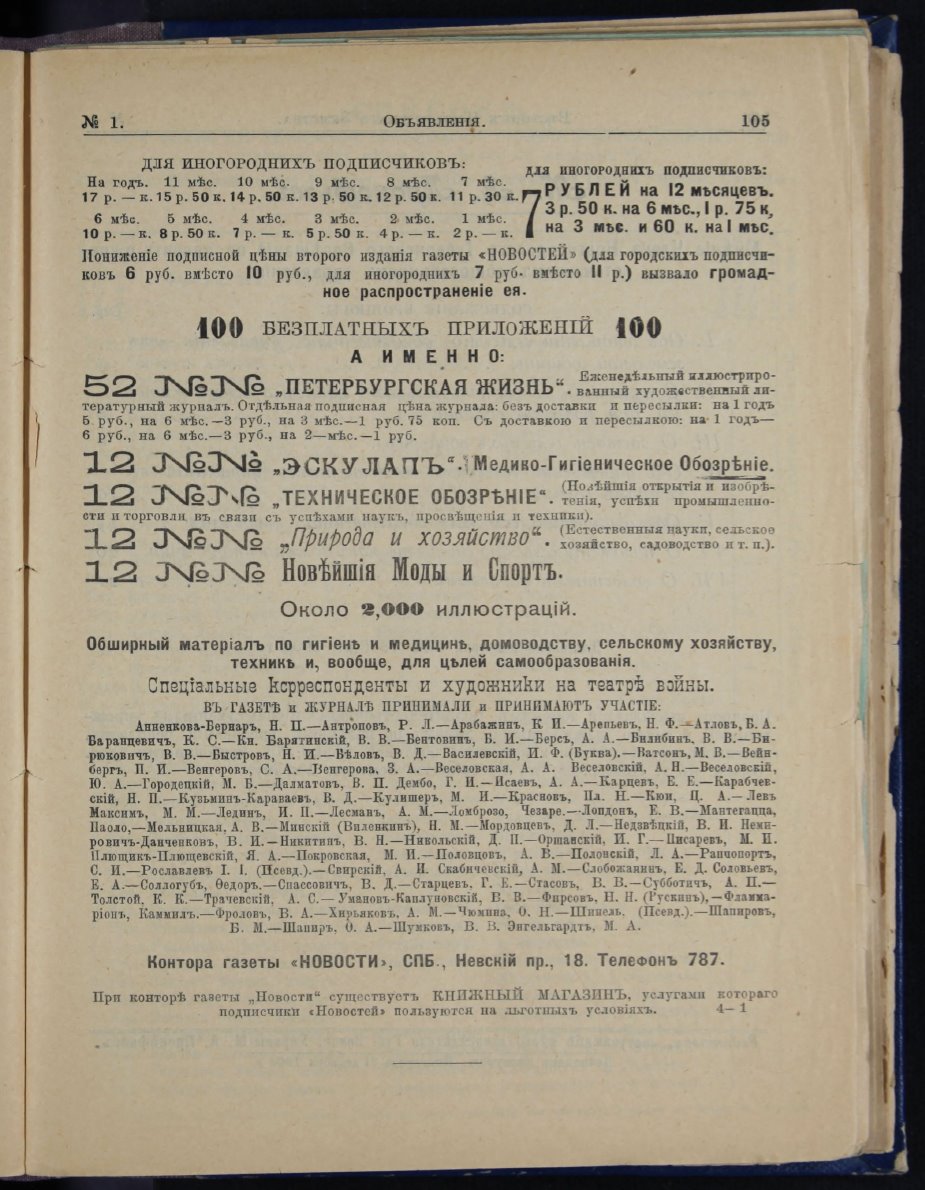 № 1.
Объявленія.
105
ДЛЯ ИНОГОРОДНИХЪ ПОДПИСЧИКОВЪ:
На годъ. 11 мѣс. 10 мѣс. 9 мѣс. 8 мѣс. 7 мѣс.
17 р. — к. 15 р. 50 к. 14 р. 50 к. 13 р. 50 к. 12 р. 50 к. 11 р. 30 к.
6 мѣс. 5 мѣс. 4 мѣс. 3 мѣс. 2 мѣс. 1 мѣс.
10 р. — к. 8 р. 50 к. 7 р. — к. 5 р. 50 к. 4 р. — к. 2 р. — к.
для иногороднихъ подписчиковъ:
7 РУБЛЕЙ на 12 мѣсяцевъ.
3 р. 50 к. на 6 мѣс., I р. 75 к,
на 3 мѣс. и 60 к. на I мѣс.
Пониженіе подписной цѣны второго изданія газеты «НОВОСТЕЙ» (для городскихъ подписчи-
ковъ 6 руб. вмѣсто 10 руб., для иногороднихъ 7 руб. вмѣсто II р.) вызвало громад-
ное распространеніе ея.
100 БЕЗПЛАТНЫХЪ ПРИЛОЖЕНІЙ 100
А ИМЕННО:
52 №№ „ПЕТЕРБУРГСКАЯ ЖИЗНЬ“. Еженедѣльный иллюстриро-
ванный художественный ли-
тературный журналъ. Отдѣльная подписная цѣна журнала: безъ доставки и пересылки: на 1 годъ
5 руб., на 6 мѣс.—3 руб., на 3 мѣс.—1 руб. 75 коп. Съ доставкою и пересылкою: на 1 годъ—
6 руб., на 6 мѣс.—3 руб., на 2—мѣс.—1 руб.
12 №№ „ЭСКУЛАПЪ“. Медико-Гигіеническое Обозрѣніе.
12 №№ „ТЕХНИЧЕСКОЕ ОБОЗРѢНІЕ“. (Новѣйшія открытія и изобрѣ-
тенія, успѣхи промышленно-
сти и торговли въ связи съ успѣхами наукъ, просвѣщенія и техники).
12 №№ „Природа и хозяйство“. (Естественныя науки, сельское
хозяйство, садоводство и т. п.).
12 №№ Новѣйшія Моды и Спортъ.
Около 2,000 иллюстрацій.
Обширный матеріалъ по гигіенѣ и медицинѣ, домоводству, сельскому хозяйству,
техникѣ и, вообще, для цѣлей самообразованія.
Спеціальные корреспонденты и художники на театрѣ войны.
ВЪ ГАЗЕТѢ и ЖУРНАЛѢ ПРИНИМАЛИ и ПРИНИМАЮТЪ УЧАСТІЕ:
Анненкова-Бернаръ, Н. П.—Антроповъ, Р. Л.—Арабажинъ, К И.—Арепьевъ, Н. Ф.—Атловъ, Б. А.
Баранцевичъ, К. С.—Кн. Барятинскій, В. В.—Бентовинъ, Б. И.—Берсъ, А. А.—Билибинъ, В. В.—Би-
рюковичъ, В. В.—Быстровъ, Н. И.—Бѣловъ, В. Д.—Василевскій, И. Ф. (Буква).—Ватсонъ, М. В.—Вейн-
бергъ, П. И.—Венгеровъ, С. А.—Венгерова, З. А.—Веселовская, А. А. Веселовскій, А. Н.—Веселовскій,
Ю. А.—Городецкій, М. Б.—Далматовъ, В. П. Дембо, Г. И.—Исаевъ, А. А.—Карцевъ, Е. Е.—Карабчев-
скій, Н. П.—Кузьминъ-Караваевъ, В. Д.—Кулишеръ, М. И.—Красновъ, Пл. Н.—Кюи, Ц. А.—Левъ
Максимъ, М. М.—Лединъ, И. П.—Лесманъ, А. М.—Ломброзо, Чезаре.—Лондонъ, Е. В.—Мантегацца,
Паоло,—Мельницкая, А. В.—Минскій (Виленкинъ), Н. М.—Мордовцевъ, Д. Л.—Недзвѣцкій, В. И. Неми-
ровичъ-Данченковъ, В. И.—Никитинъ, В. Н.—Никольскій, Д. П.—Оршанскій, И. Г.—Писаревъ, М. И.
Плющикъ-Плющевскій, Я. А.—Покровская, М. И.—Половцовъ, А. В.—Полонскій, Л. А.—Раппопортъ,
С. И.—Рославлевъ I. I. (Псевд.).—Свирскій, А. И. Скабичевскій, А. М.—Слобожанинъ, Е. Д. Соловьевъ,
Е. А.—Соллогубъ, Ѳедоръ.—Спассовичъ, В. Д.—Старцевъ, Г. Е.—Стасовъ, В. В.—Субботичъ, А. П.—
Толстой, К. К.—Трачевскій, А. С.—Умановъ-Каплуновскій, В. В.—Фирсовъ, Н. Н. (Рускинъ),—Фламма-
ріонъ, Каммилъ.—Фроловъ, В. А.—Хирьяковъ, А. М.—Чюмина, О. Н.—Шинель. (Псевд.).—Шапировъ,
Б. М.—Шапиръ, О. А.—Шумковъ, В. В. Энгельгардтъ, М. А.
Контора газеты «НОВОСТИ», СПБ., Невскій пр., 18. Телефонъ 787.
При конторѣ газеты „Новости“ существуетъ КНИЖНЫЙ МАГАЗИНЪ, услугами котораго
подписчики «Новостей» пользуются на льготныхъ условіяхъ. 4—1